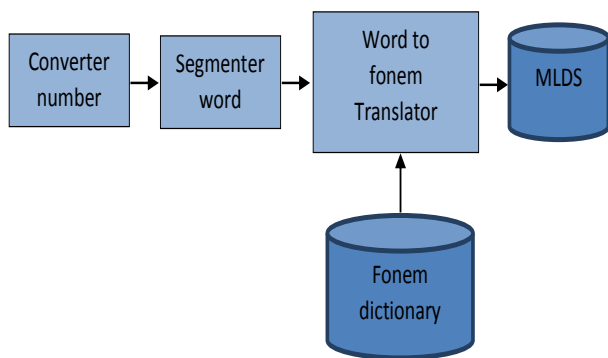 Converter
number
Segmenter
word
Word to
fonem
Translator
MLDS
Fonem
dictionary